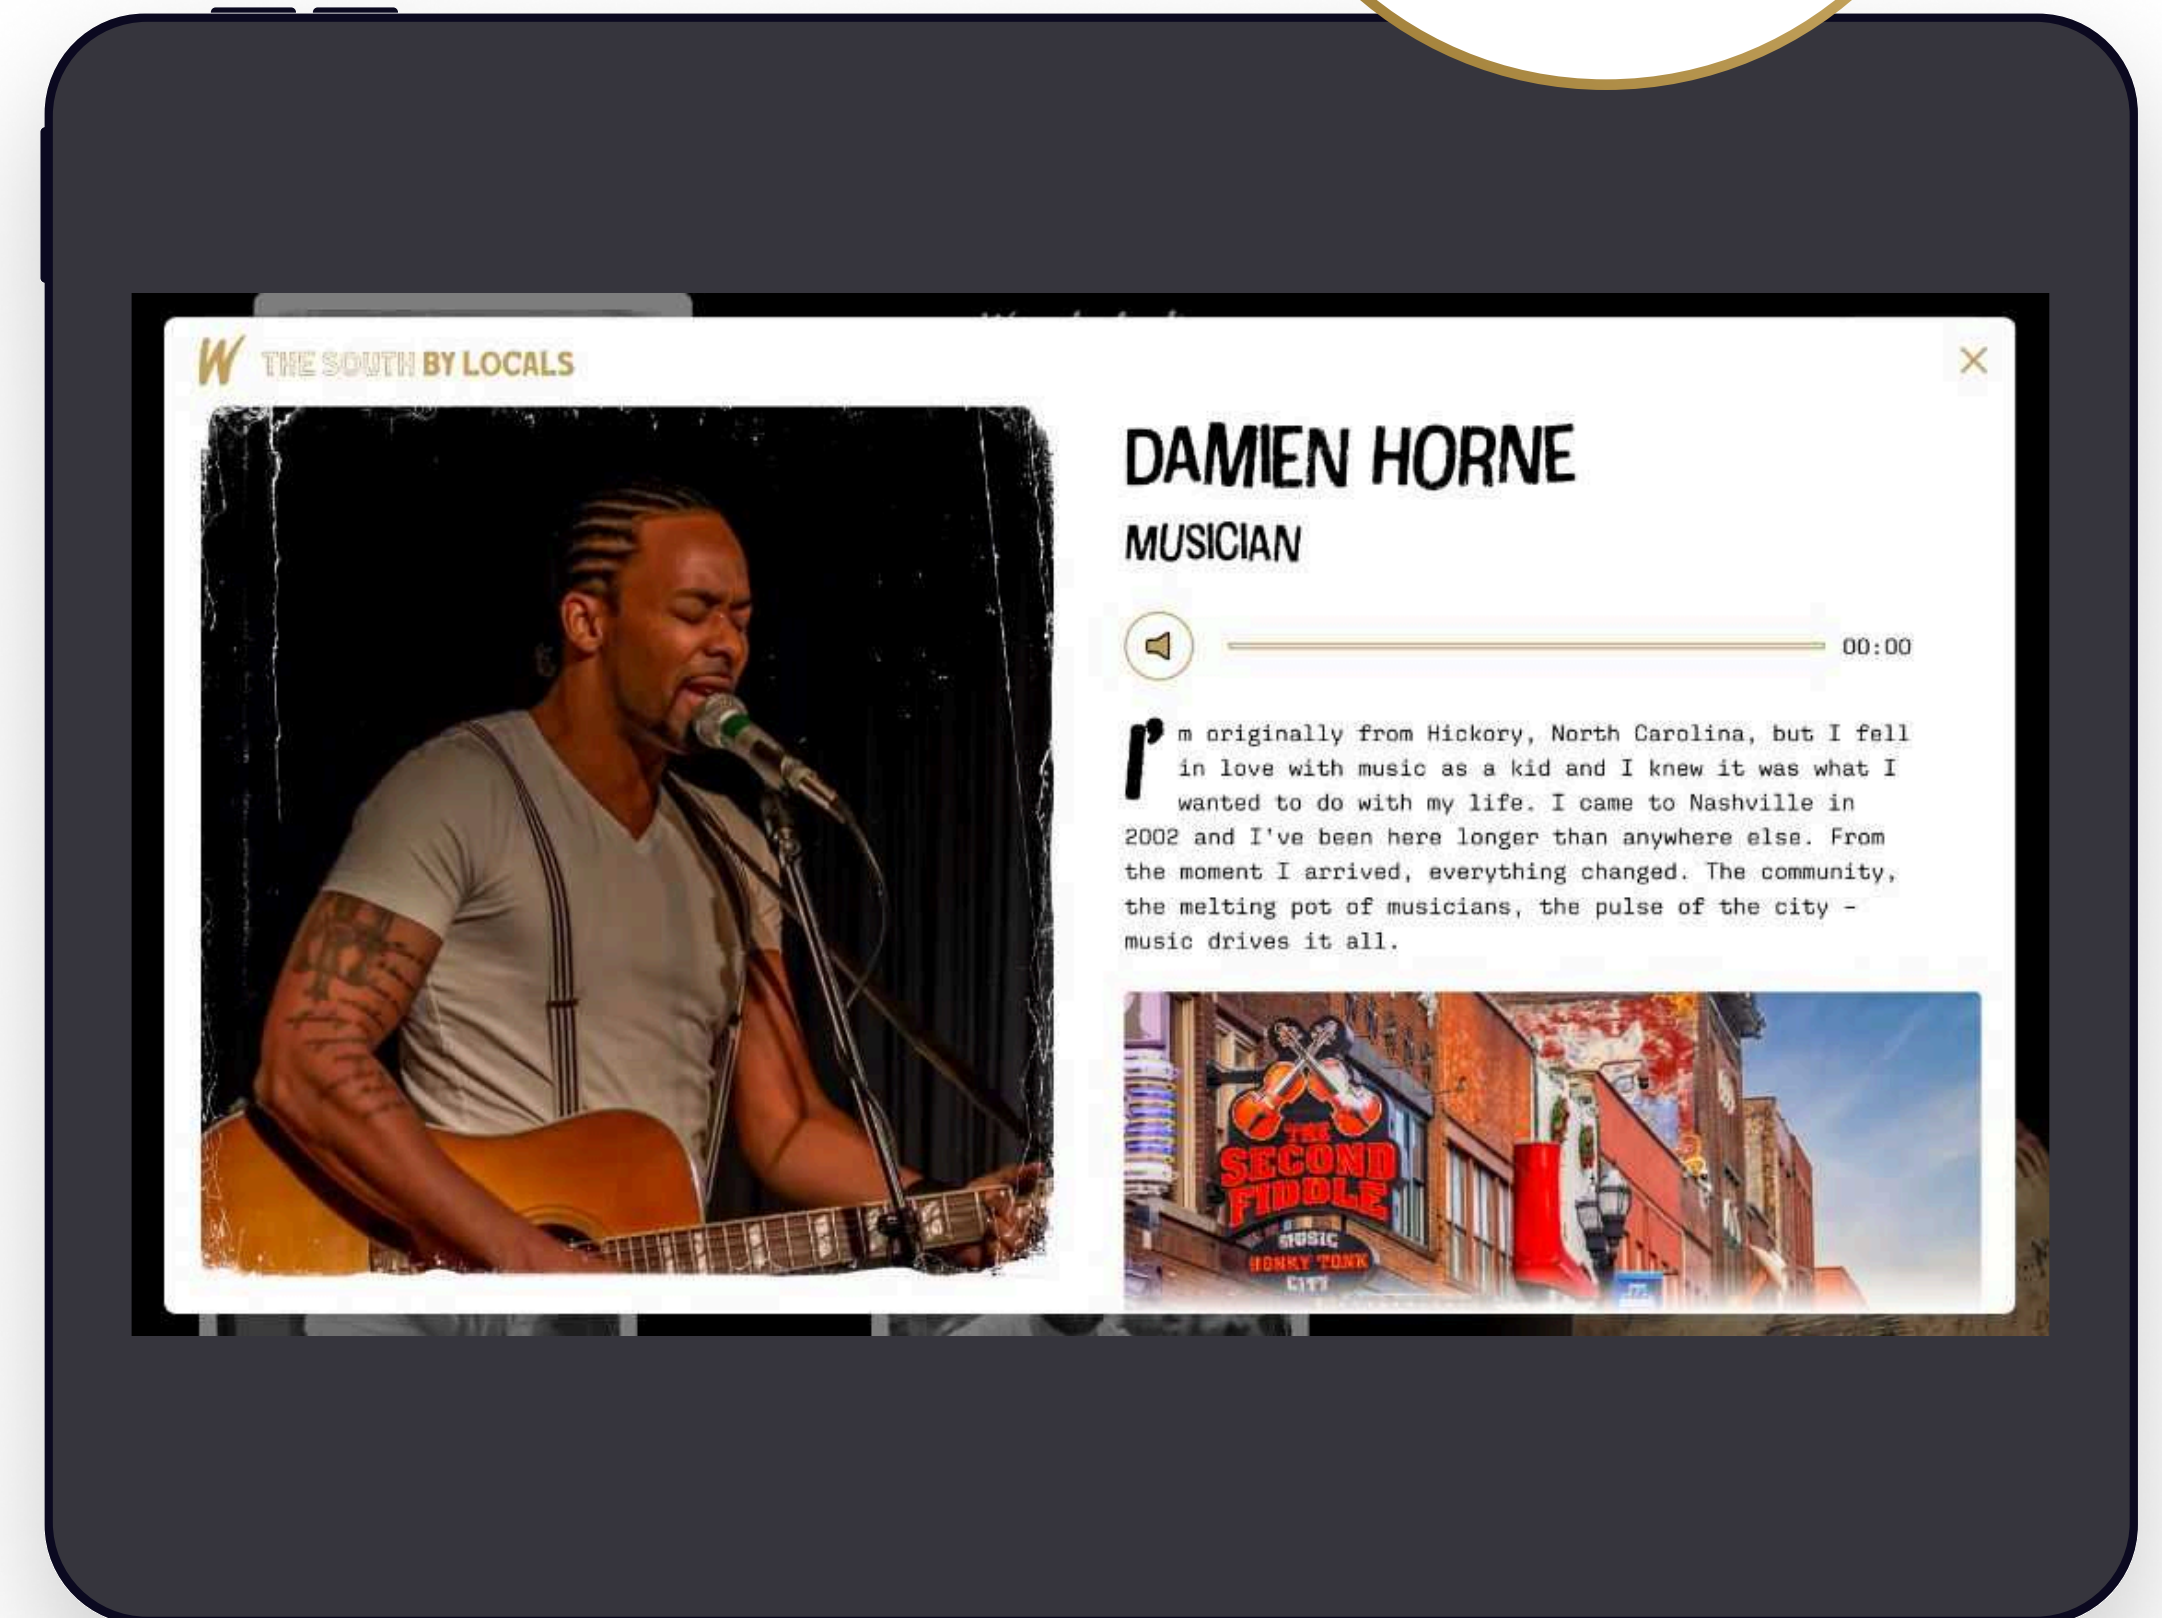 W THE SOUTH BY LOCALS
DAMIEN HORNE
MUSICIAN
00:00
I'm originally from Hickory, North Carolina, but I fell
in love with music as a kid and I knew it was what I
wanted to do with my life. I came to Nashville in
2002 and I've been here longer than anywhere else. From
the moment I arrived, everything changed. The community,
the melting pot of musicians, the pulse of the city –
music drives it all.
THE
SECOND
FIDDLE
MUSIC
HONKY TONK
CITY